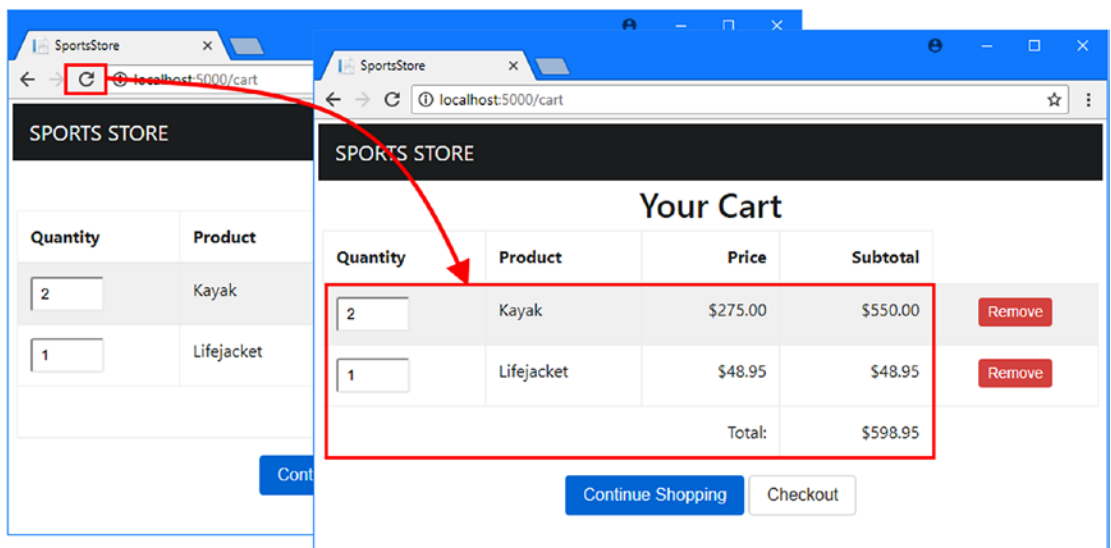 SportsStore
localhost:5000/cart
SPORTS STORE
Quantity Product
2 Kayak
1 Lifejacket
Cont
SportsStore
localhost:5000/cart
SPORTS STORE
Your Cart
Quantity Product Price Subtotal
2 Kayak $275.00 $550.00 Remove
1 Lifejacket $48.95 $48.95 Remove
Total: $598.95
Continue Shopping Checkout